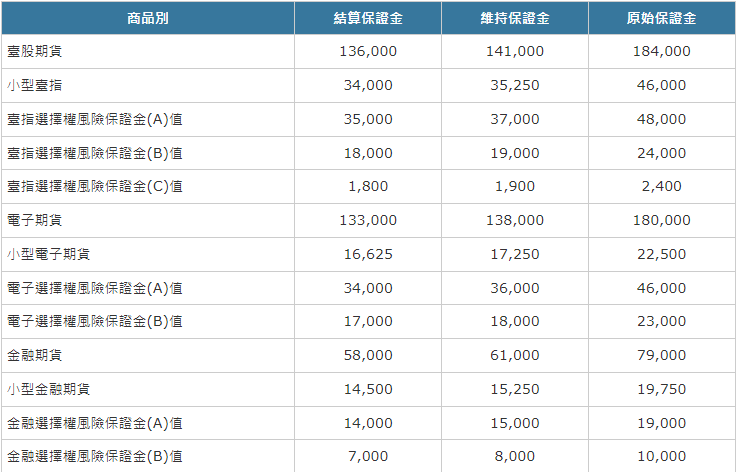 商品別 結算保證金 維持保證金 原始保證金
臺股期貨 136,000 141,000 184,000
小型臺指 34,000 35,250 46,000
臺指選擇權風險保證金(A)值 35,000 37,000 48,000
臺指選擇權風險保證金(B)值 18,000 19,000 24,000
臺指選擇權風險保證金(C)值 1,800 1,900 2,400
電子期貨 133,000 138,000 180,000
小型電子期貨 16,625 17,250 22,500
電子選擇權風險保證金(A)值 34,000 36,000 46,000
電子選擇權風險保證金(B)值 17,000 18,000 23,000
金融期貨 58,000 61,000 79,000
小型金融期貨 14,500 15,250 19,750
金融選擇權風險保證金(A)值 14,000 15,000 19,000
金融選擇權風險保證金(B)值 7,000 8,000 10,000